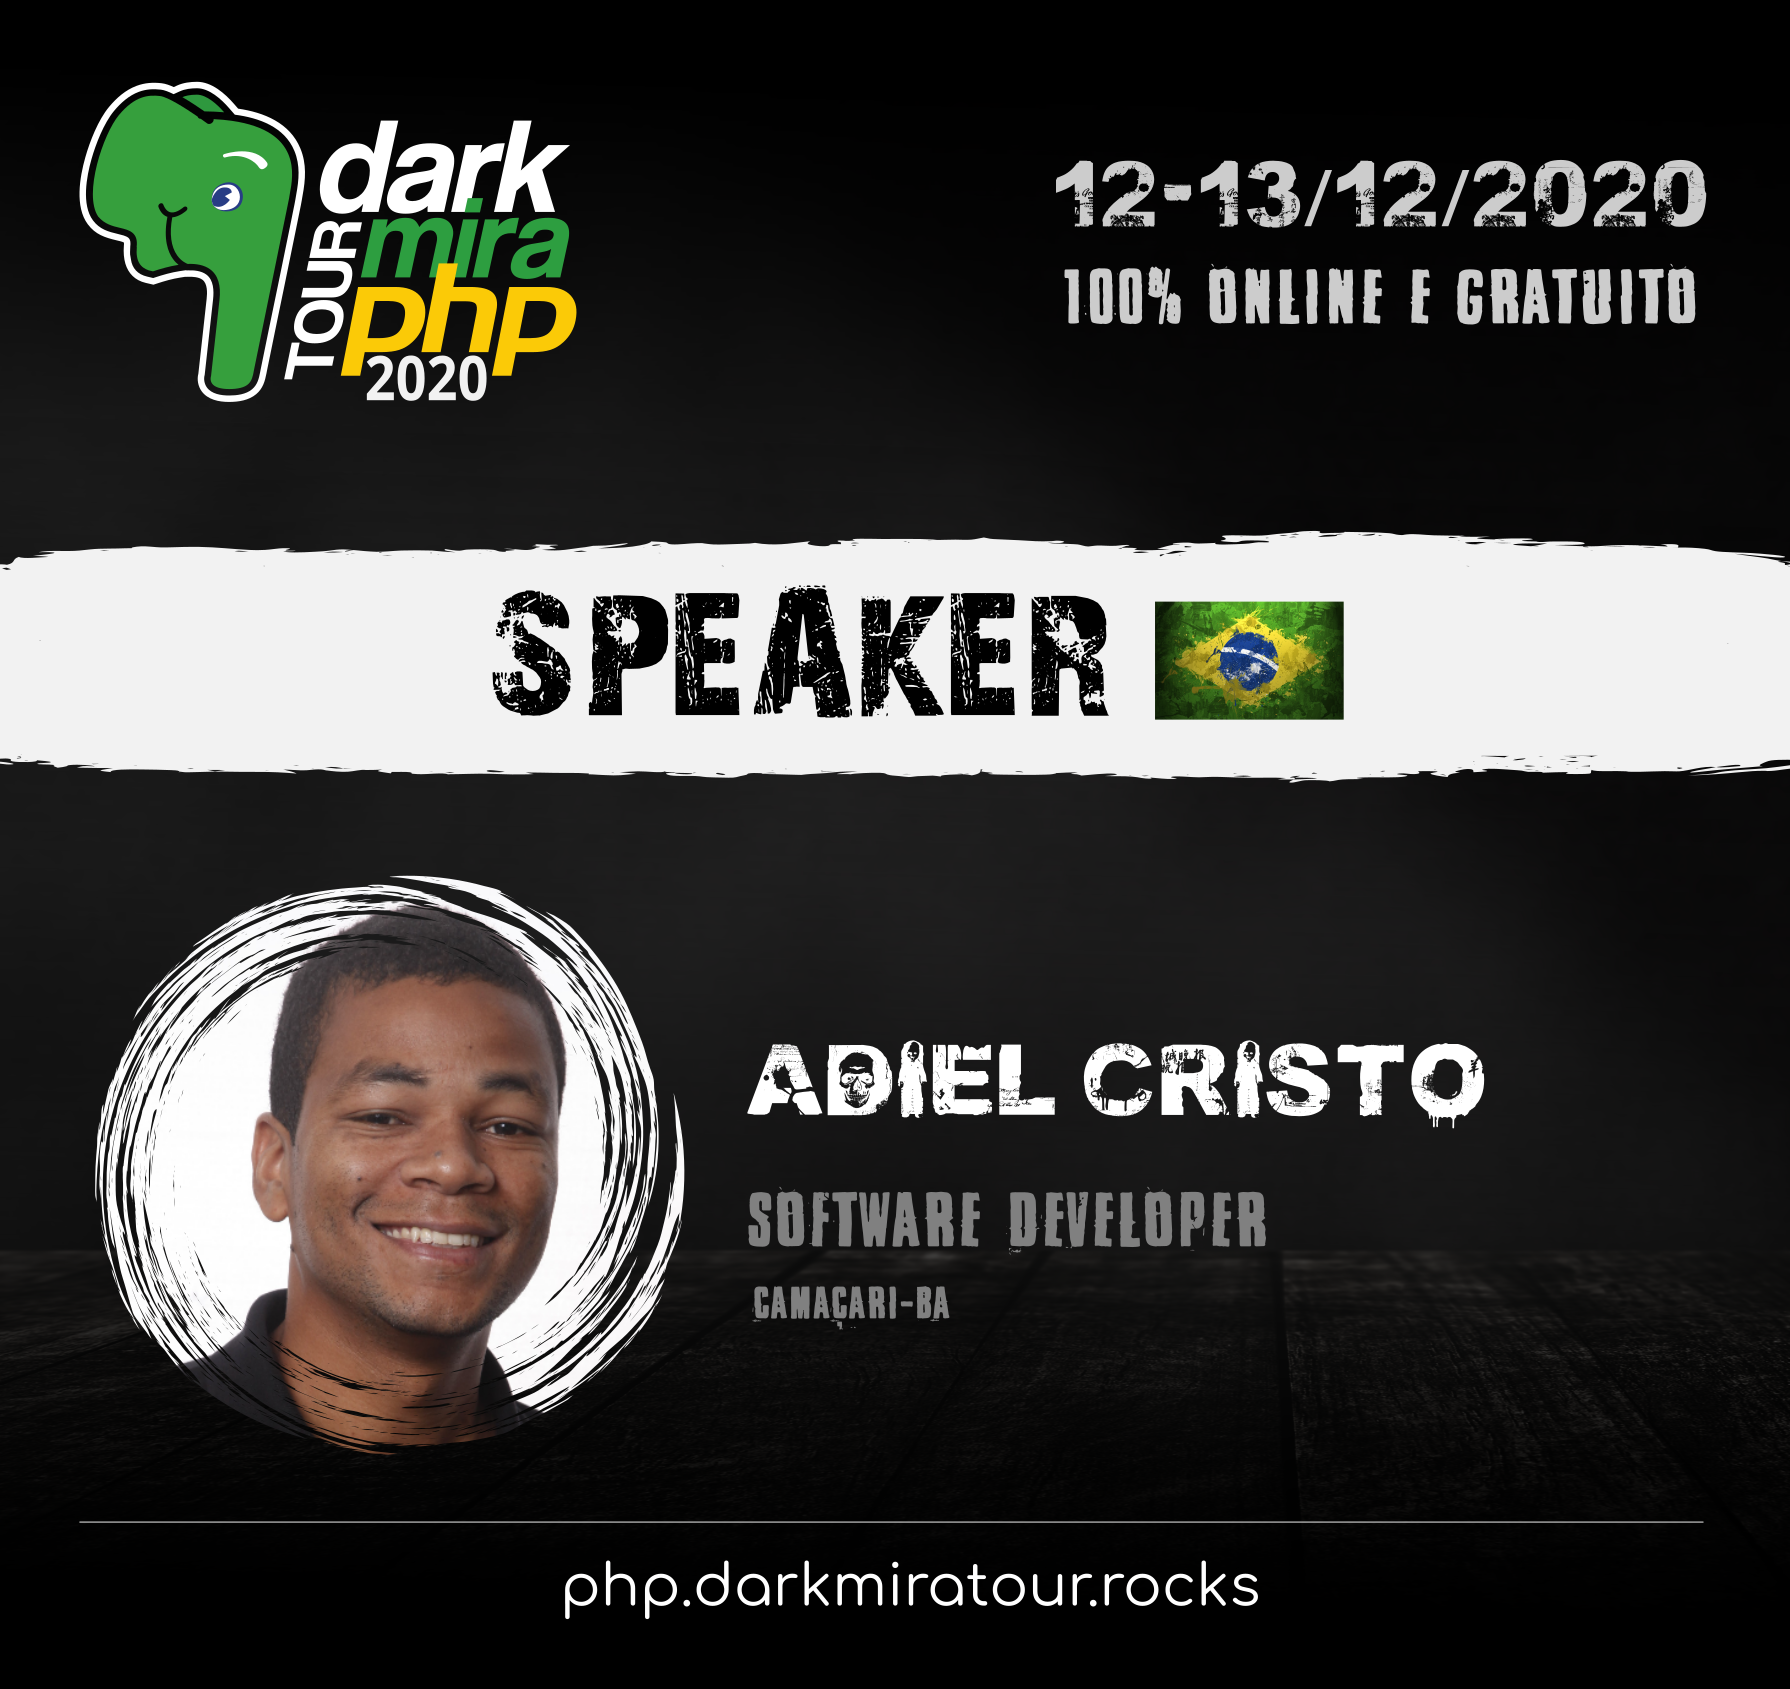 dark
mira
php
TOUR
2020
12-13/12/2020
100% ONLINE E GRATUITO
SPEAKER
ADIEL CRISTO
SOFTWARE DEVELOPER
CAMAÇARI-BA
php.darkmiratour.rocks